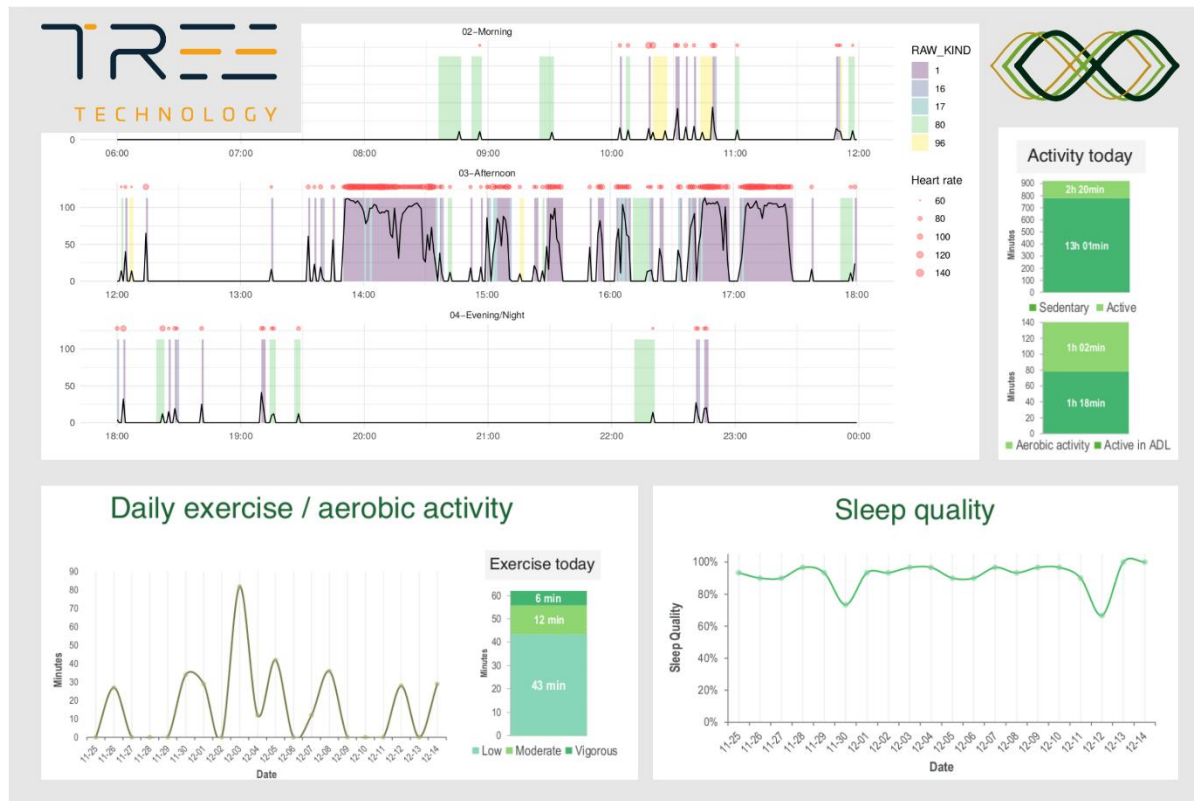 TREE
TECHNOLOGY
02-Morning
0
06:00 07:00 08:00 09:00 10:00 11:00 12:00
03-Afternoon
100
50
0
12:00 13:00 14:00 15:00 16:00 17:00 18:00
04-Evening/Night
100
50
0
18:00 19:00 20:00 21:00 22:00 23:00 00:00
RAW_KIND
1
16
17
80
96
Heart rate
60
80
100
120
140
Activity today
900
800
700
600
500
400
300
200
100
0
Minutes
2h 20min
13h 01min
Sedentary Active
140
120
100
80
60
40
20
0
Minutes
1h 02min
1h 18min
Aerobic activity Active in ADL
Daily exercise / aerobic activity
90
80
70
60
50
40
30
20
10
0
Minutes
11-25 11-26 11-27 11-28 11-29 11-30 12-01 12-02 12-03 12-04 12-05 12-06 12-07 12-08 12-09 12-10 12-11 12-12 12-13 12-14
Date
Exercise today
60
50
40
30
20
10
0
Minutes
6 min
12 min
43 min
Low Moderate Vigorous
Sleep quality
100%
80%
60%
40%
20%
0%
Sleep Quality
11-25 11-26 11-27 11-28 11-29 11-30 12-01 12-02 12-03 12-04 12-05 12-06 12-07 12-08 12-09 12-10 12-11 12-12 12-13 12-14
Date